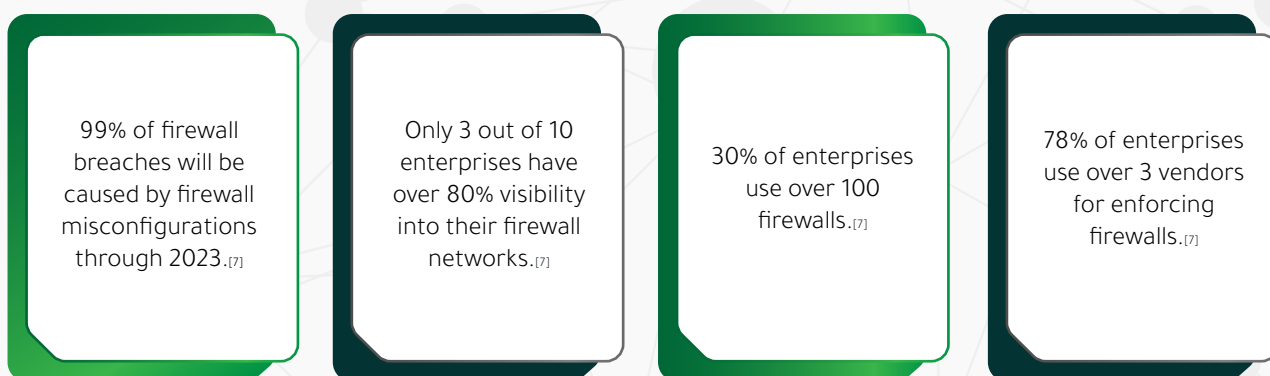 99% of firewall
breaches will be
caused by firewall
misconfigurations
through 2023.[7]
Only 3 out of 10
enterprises have
over 80% visibility
into their firewall
networks.[7]
30% of enterprises
use over 100
firewalls.[7]
78% of enterprises
use over 3 vendors
for enforcing
firewalls.[7]